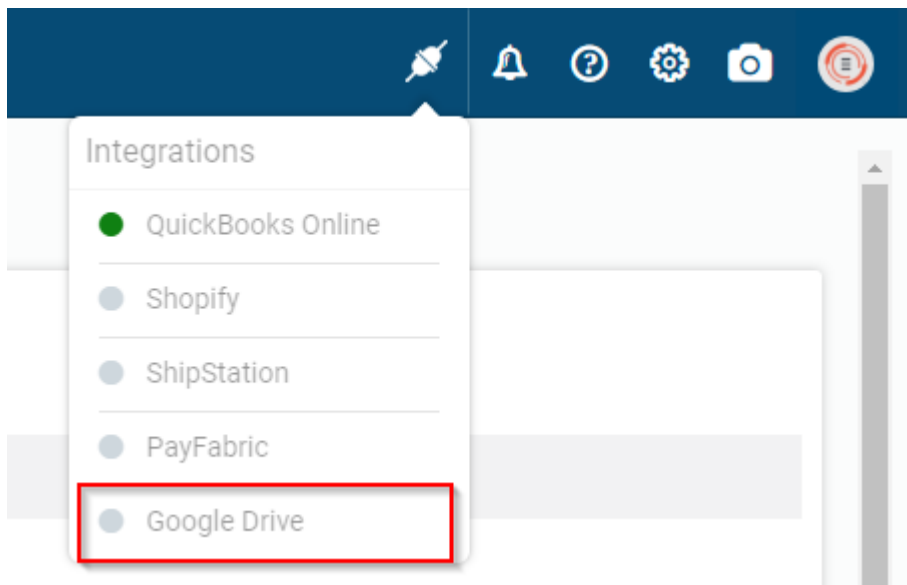 Integrations
QuickBooks Online
Shopify
ShipStation
PayFabric
Google Drive